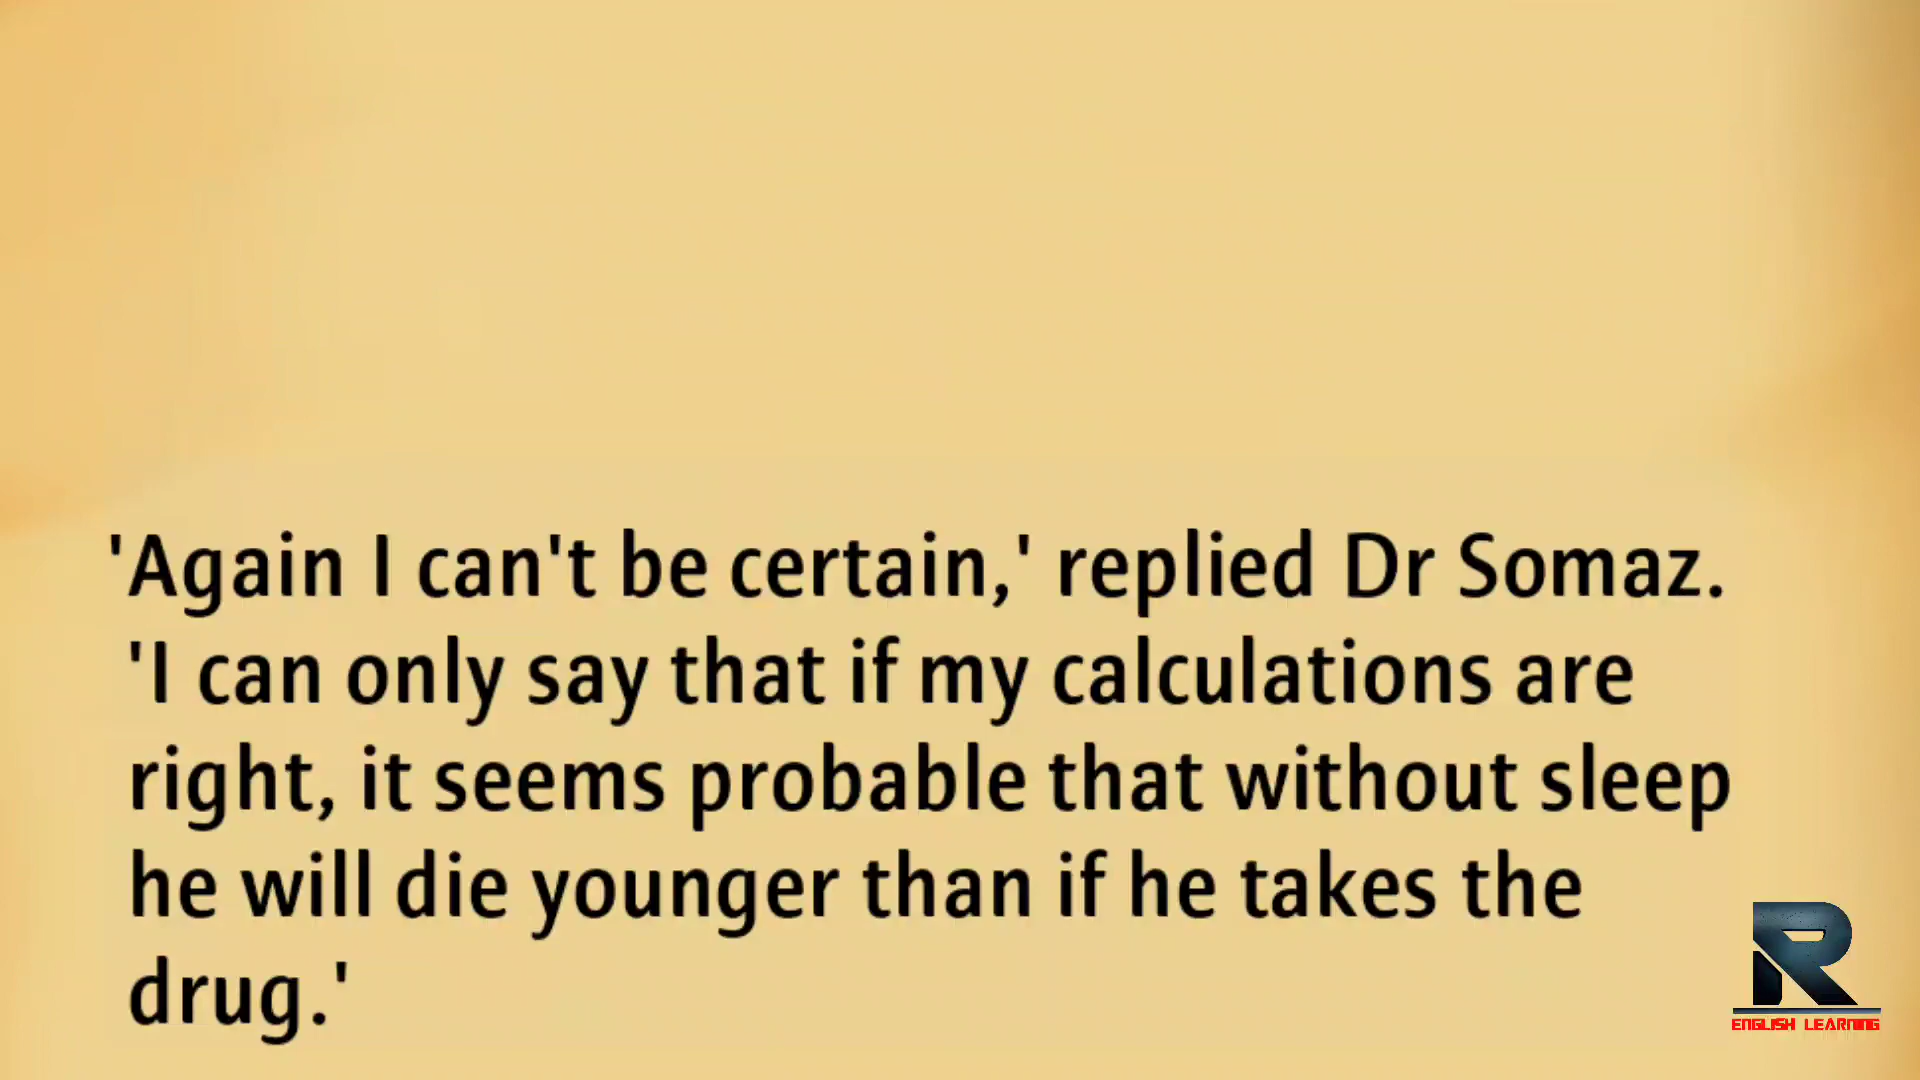 'Again I can't be certain,' replied Dr Somaz.
'I can only say that if my calculations are
right, it seems probable that without sleep
he will die younger than if he takes the
drug.'
R
ENGLISH LEARNING